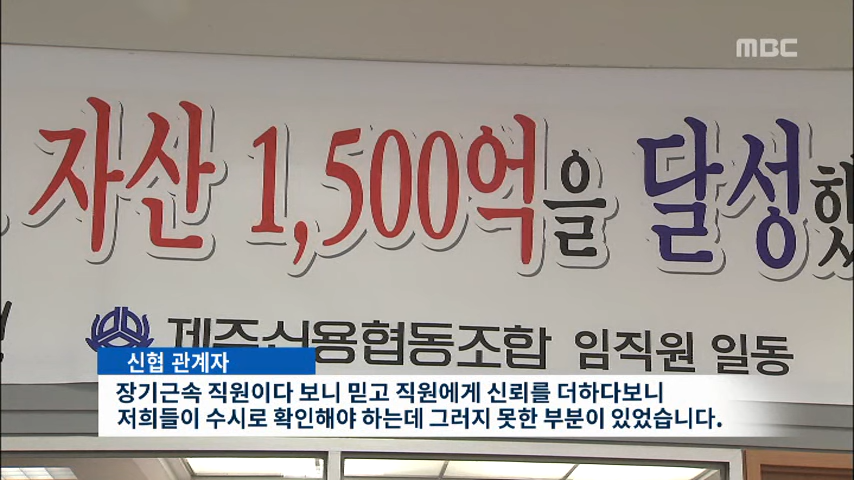 MBC
자산 1,500억을 달성했
제주신용협동조합 임직원 일동
신협 관계자
장기근속 직원이다 보니 믿고 직원에게 신뢰를 더하다보니
저희들이 수시로 확인해야 하는데 그러지 못한 부분이 있었습니다.